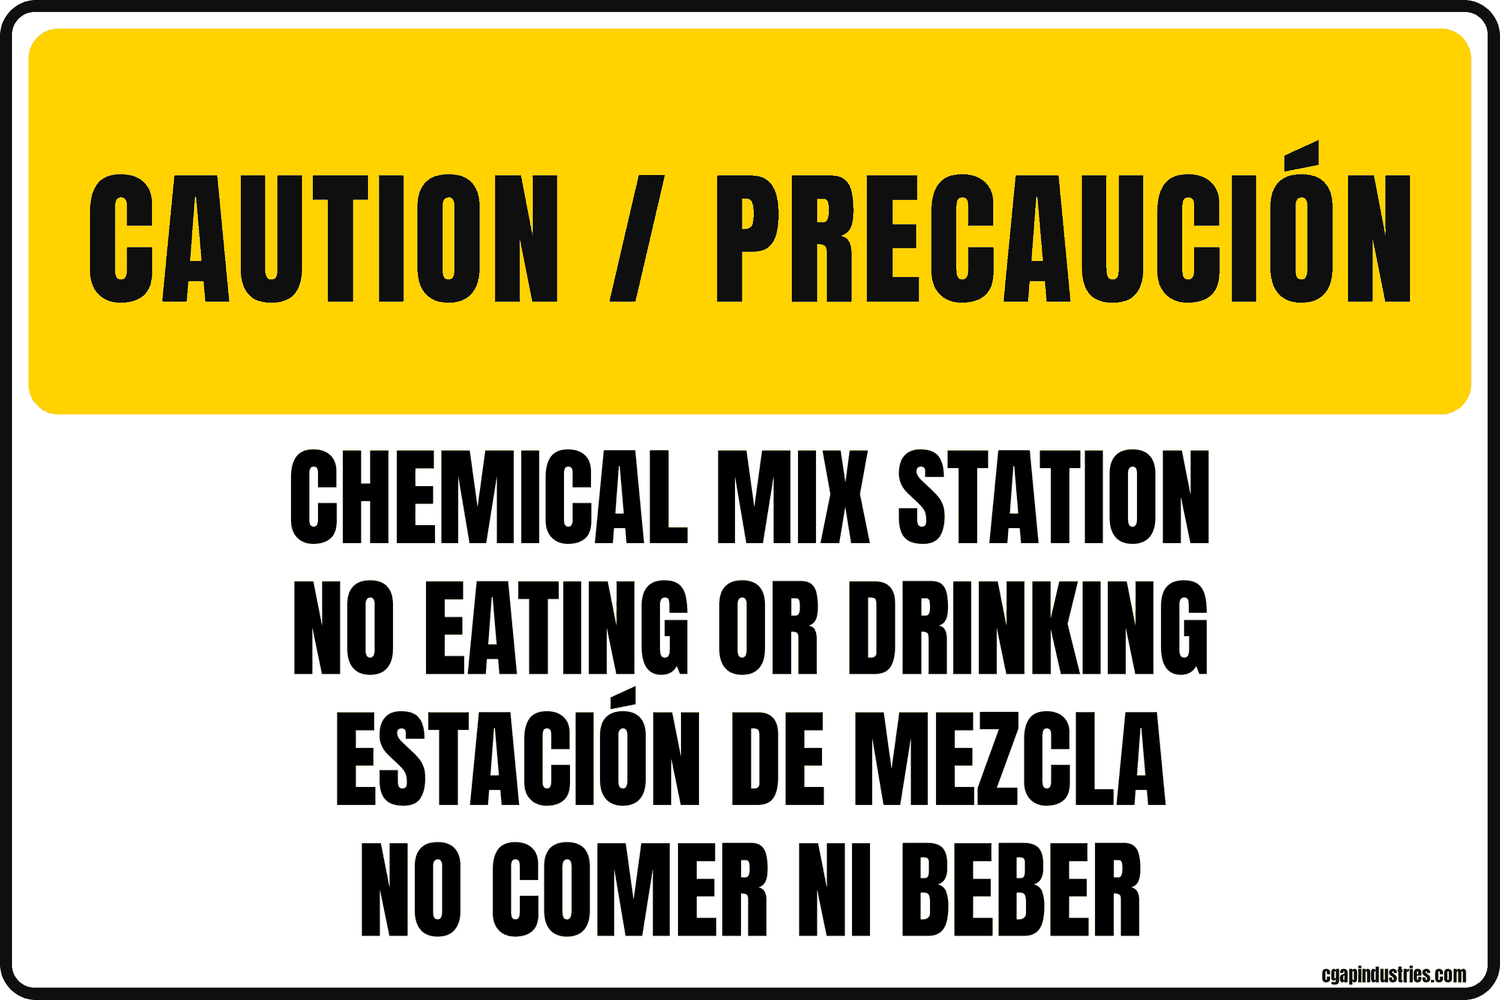 CAUTION / PRECAUCIÓN
CHEMICAL MIX STATION
NO EATING OR DRINKING
ESTACIÓN DE MEZCLA
NO COMER NI BEBER
cgapindustries.com